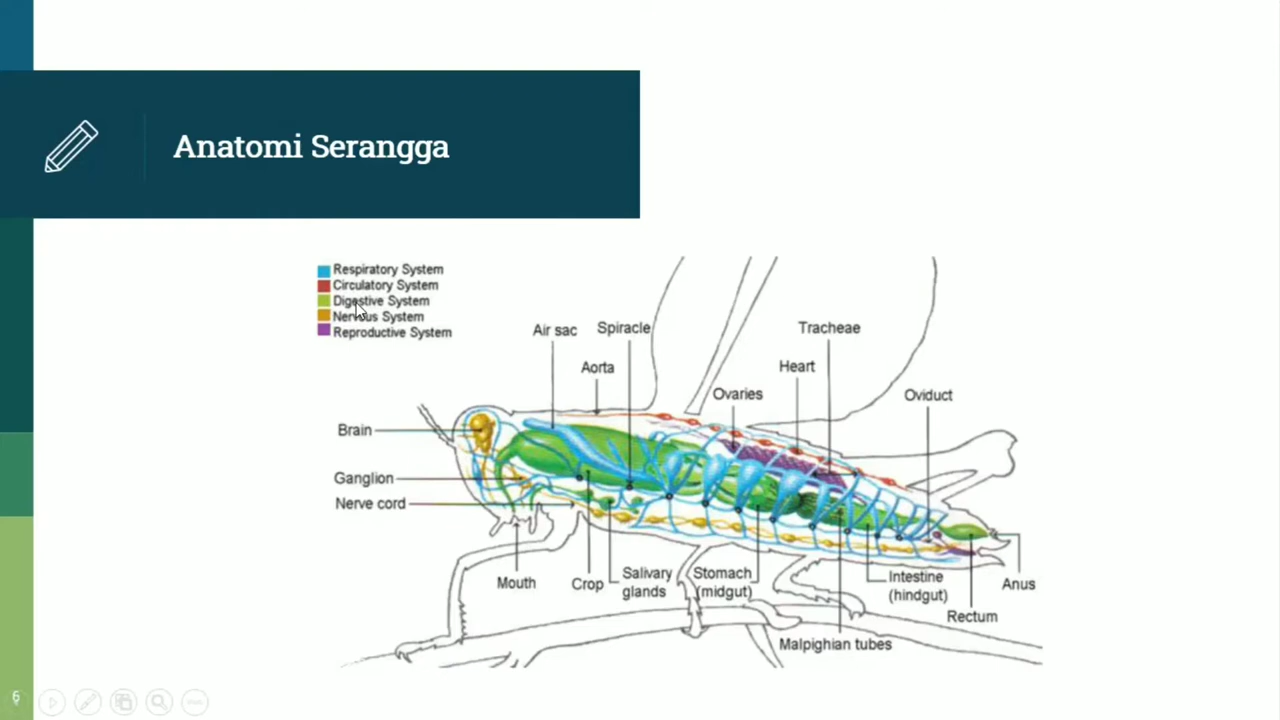 Anatomi Serangga
Respiratory System
Circulatory System
Digestive System
Nervous System
Reproductive System
Air sac
Spiracle
Tracheae
Aorta
Heart
Ovaries
Oviduct
Brain
Ganglion
Nerve cord
Mouth
Crop
Salivary
glands
Stomach
(midgut)
Intestine
(hindgut)
Anus
Rectum
Malpighian tubes
6